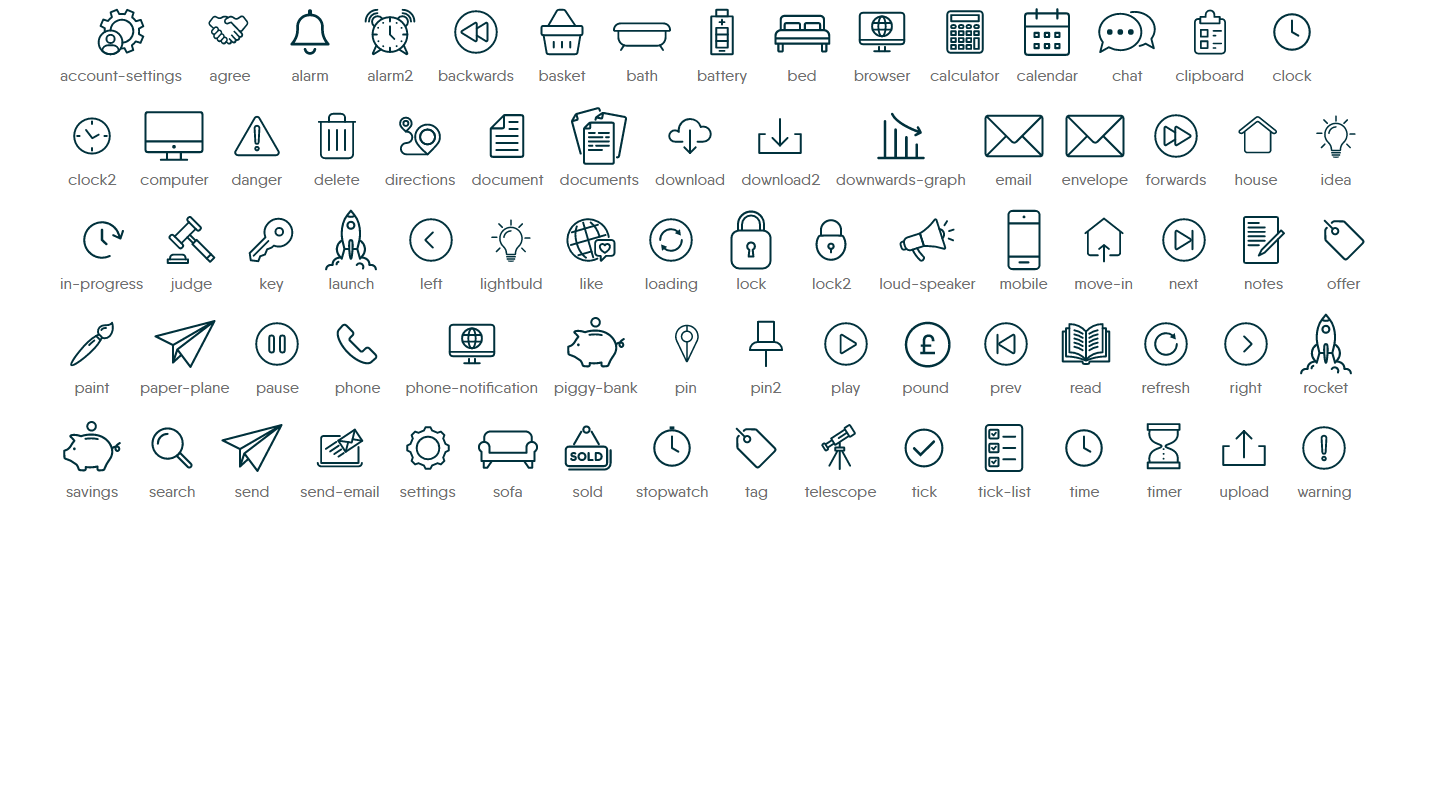 account-settings agree alarm alarm2 backwards basket bath battery bed browser calculator calendar chat clipboard clock
clock2 computer danger delete directions document documents download download2 downwards-graph email envelope forwards house idea
in-progress judge key launch left lightbuld like loading lock lock2 loud-speaker mobile move-in next notes offer
£
paint paper-plane pause phone phone-notification piggy-bank pin pin2 play pound prev read refresh right rocket
SOLD
savings search send send-email settings sofa sold stopwatch tag telescope tick tick-list time timer upload warning